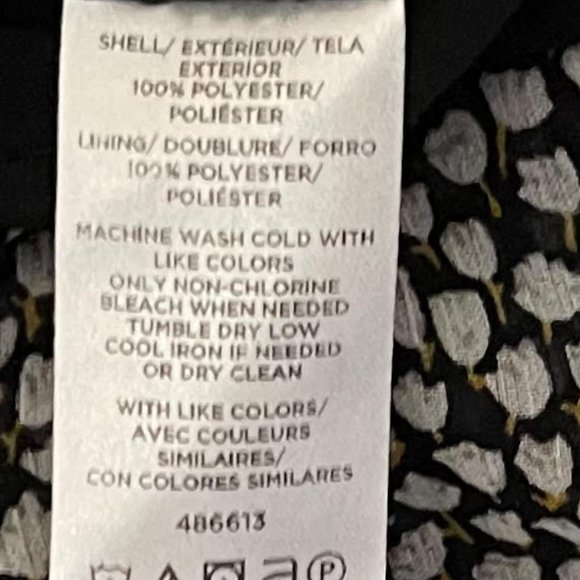 SHELL/ EXTÉRIEUR/ TELA
EXTERIOR
100% POLYESTER/
POLIÉSTER
LINING/ DOUBLURE/ FORRO
100% POLYESTER/
POLIÉSTER
MACHINE WASH COLD WITH
LIKE COLORS
ONLY NON-CHLORINE
BLEACH WHEN NEEDED
TUMBLE DRY LOW
COOL IRON IF NEEDED
OR DRY CLEAN
WITH LIKE COLORS/
AVEC COULEURS
SIMILAIRES/
CON COLORES SIMILARES
486613
P